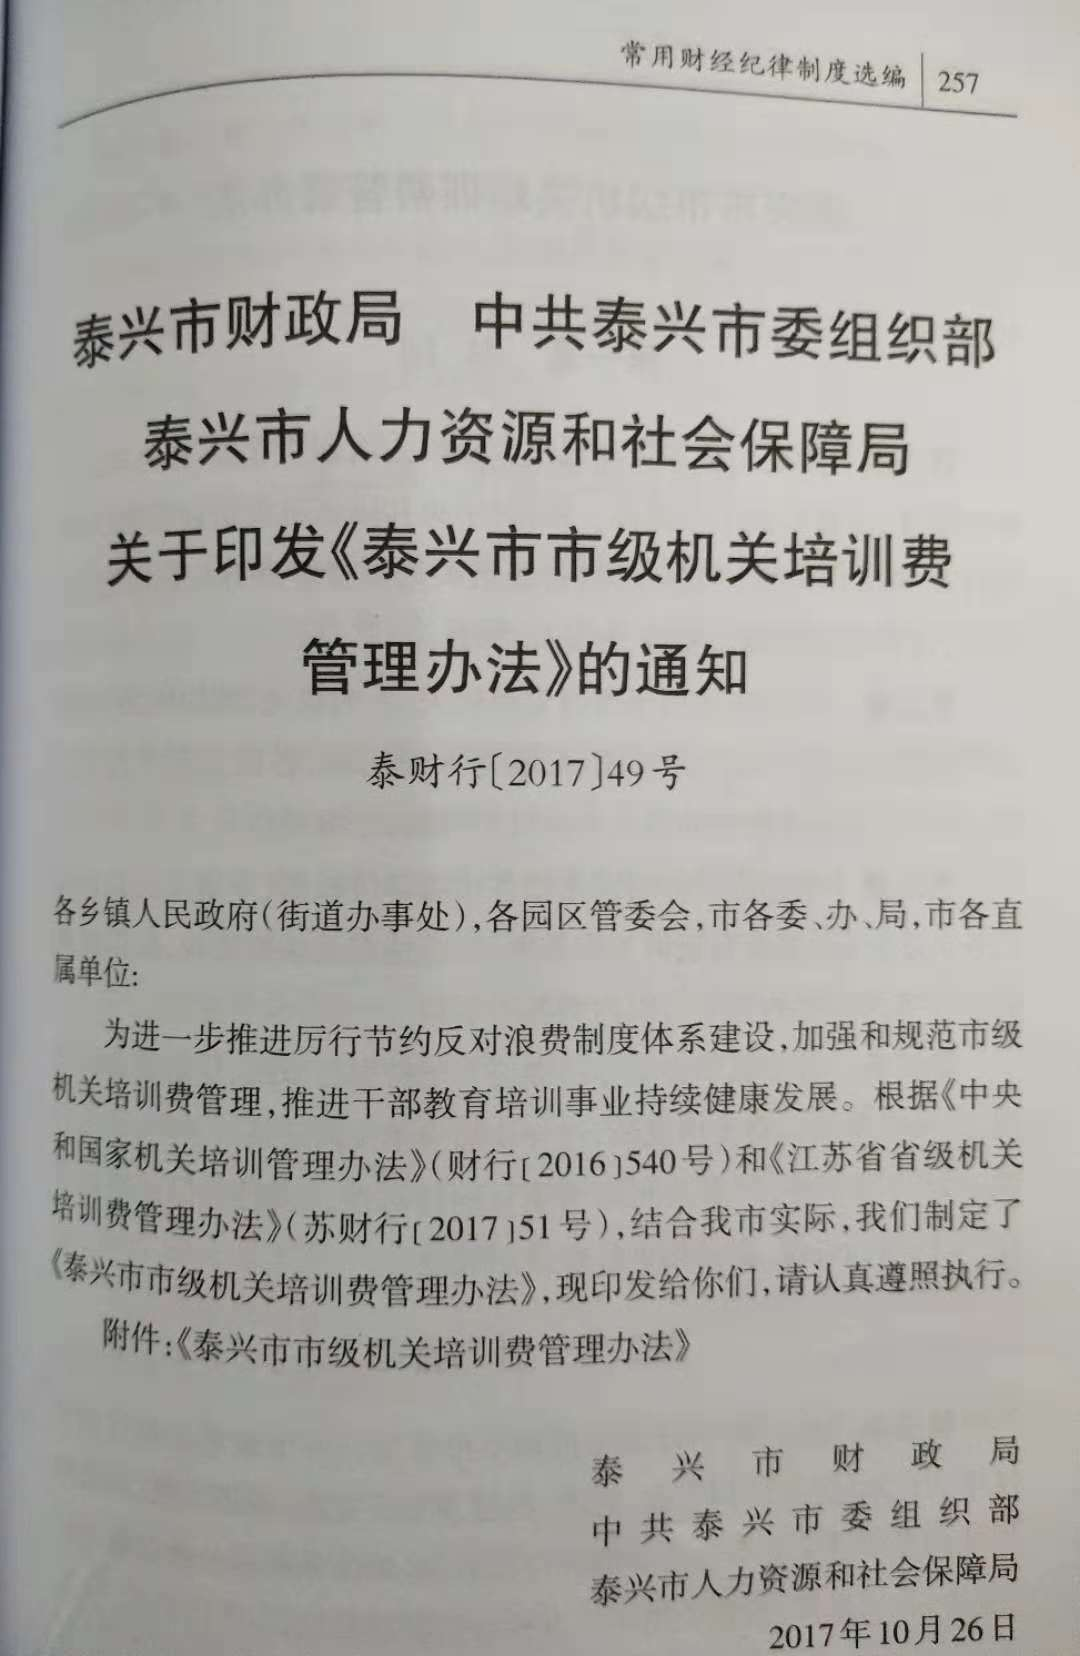 常用财经纪律制度选编 257
泰兴市财政局 中共泰兴市委组织部
泰兴市人力资源和社会保障局
关于印发《泰兴市市级机关培训费
管理办法》的通知
泰财行〔2017〕49号
各乡镇人民政府(街道办事处),各园区管委会,市各委、办、局,市各直
属单位:
为进一步推进厉行节约反对浪费制度体系建设,加强和规范市级
机关培训费管理,推进干部教育培训事业持续健康发展。根据《中央
和国家机关培训管理办法》(财行〔2016〕540号)和《江苏省省级机关
培训费管理办法》(苏财行〔2017〕51号),结合我市实际,我们制定了
《泰兴市市级机关培训费管理办法》,现印发给你们,请认真遵照执行。
附件:《泰兴市市级机关培训费管理办法》
泰兴市财政局
中共泰兴市委组织部
泰兴市人力资源和社会保障局
2017年10月26日